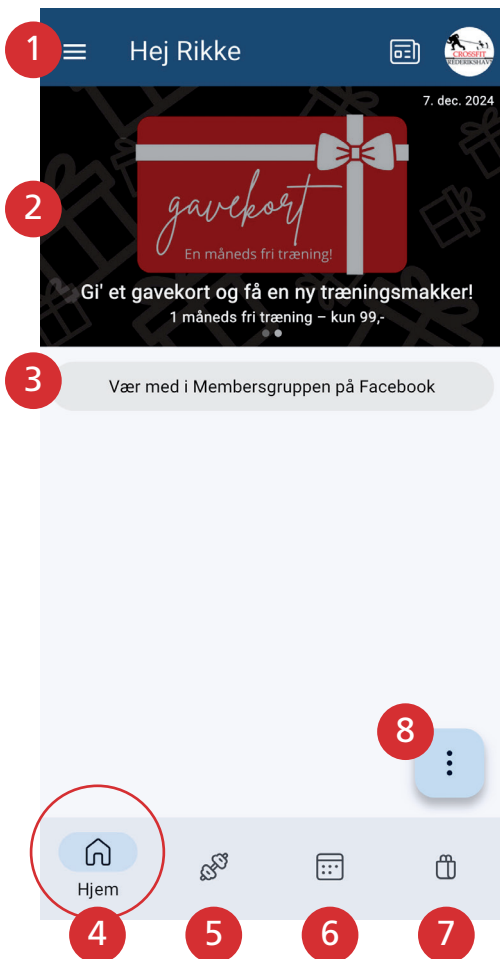 1
Hej Rikke
CROSSFIT
FREDERIKSHAVN
7. dec. 2024
2
gavekort
En måneds fri træning!
Gi' et gavekort og få en ny træningsmakker!
1 måneds fri træning – kun 99,-
3
Vær med i Membersgruppen på Facebook
8
Hjem
4
5
6
7